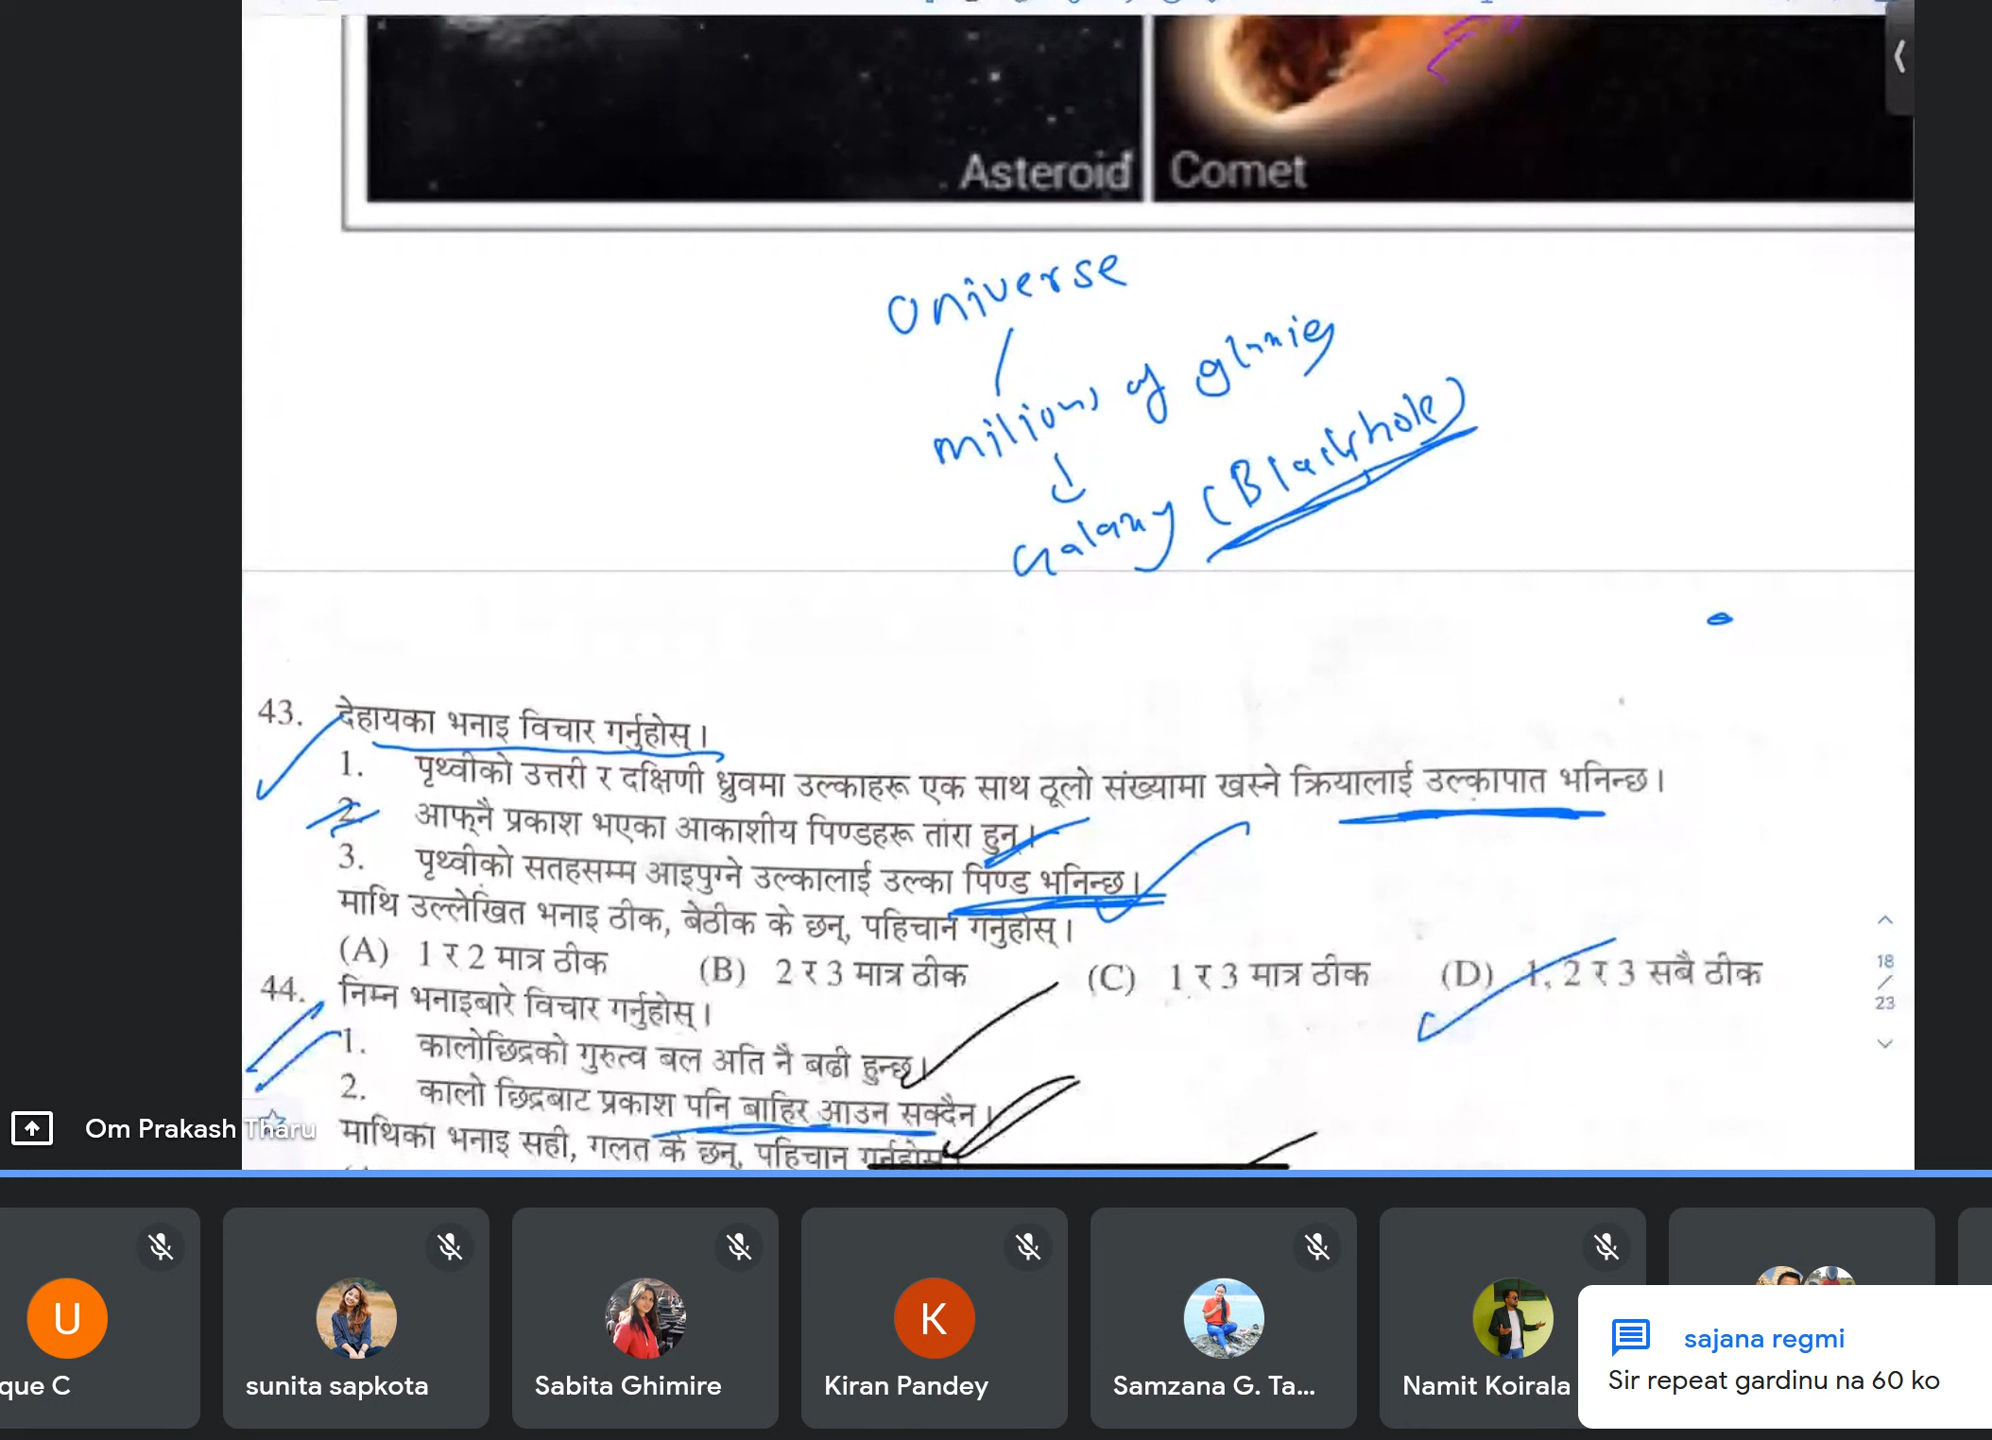 Asteroid
Comet
Universe
milions of
Galaxy (Blackhole)
43. देहायका भनाइ विचार गर्नुहोस् ।
1. पृथ्वीको उत्तरी र दक्षिणी ध्रुवमा उल्काहरू एक साथ ठूलो संख्यामा खस्ने क्रियालाई उल्कापात भनिन्छ ।
2. आफ्नै प्रकाश भएका आकाशीय पिण्डहरू तारा हुन् ।
3. पृथ्वीको सतहसम्म आइपुग्ने उल्कालाई उल्का पिण्ड भनिन्छ ।
माथि उल्लेखित भनाइ ठीक, बेठीक के छन्, पहिचान गर्नुहोस् ।
(A) 1 र 2 मात्र ठीक (B) 2 र 3 मात्र ठीक (C) 1 र 3 मात्र ठीक (D) 1, 2 र 3 सबै ठीक
44. निम्न भनाइबारे विचार गर्नुहोस् ।
1. कालोछिद्रको गुरुत्व बल अति नै बढी हुन्छ ।
2. कालो छिद्रबाट प्रकाश पनि बाहिर आउन सक्दैन ।
माथिका भनाइ सही, गलत के छन्, पहिचान गर्नुहोस्
18
/
23
Om Prakash Tharu
U
K
que C
sunita sapkota
Sabita Ghimire
Kiran Pandey
Samzana G. Ta...
Namit Koirala
sajana regmi
Sir repeat gardinu na 60 ko